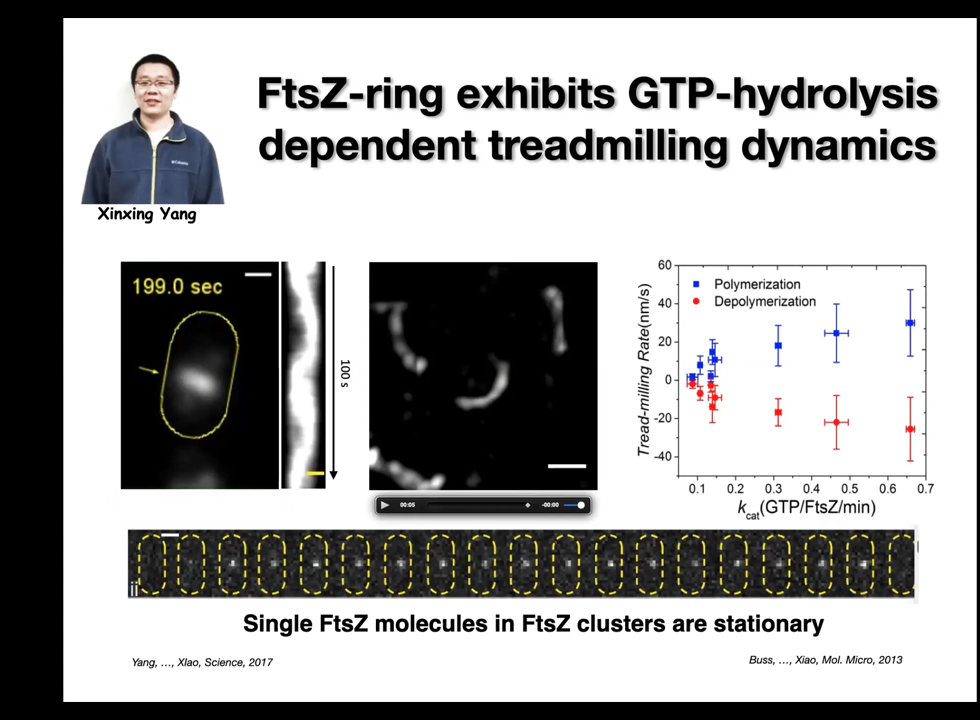 FtsZ-ring exhibits GTP-hydrolysis
dependent treadmilling dynamics
Columbia
Xinxing Yang
199.0 sec
100 s
00:05
-00:00
60
40
20
0
-20
-40
Tread-milling Rate(nm/s)
Polymerization
Depolymerization
0.1 0.2 0.3 0.4 0.5 0.6 0.7
kcat(GTP/FtsZ/min)
ii
Single FtsZ molecules in FtsZ clusters are stationary
Yang, ..., XIao, Science, 2017
Buss, ..., Xiao, Mol. Micro, 2013